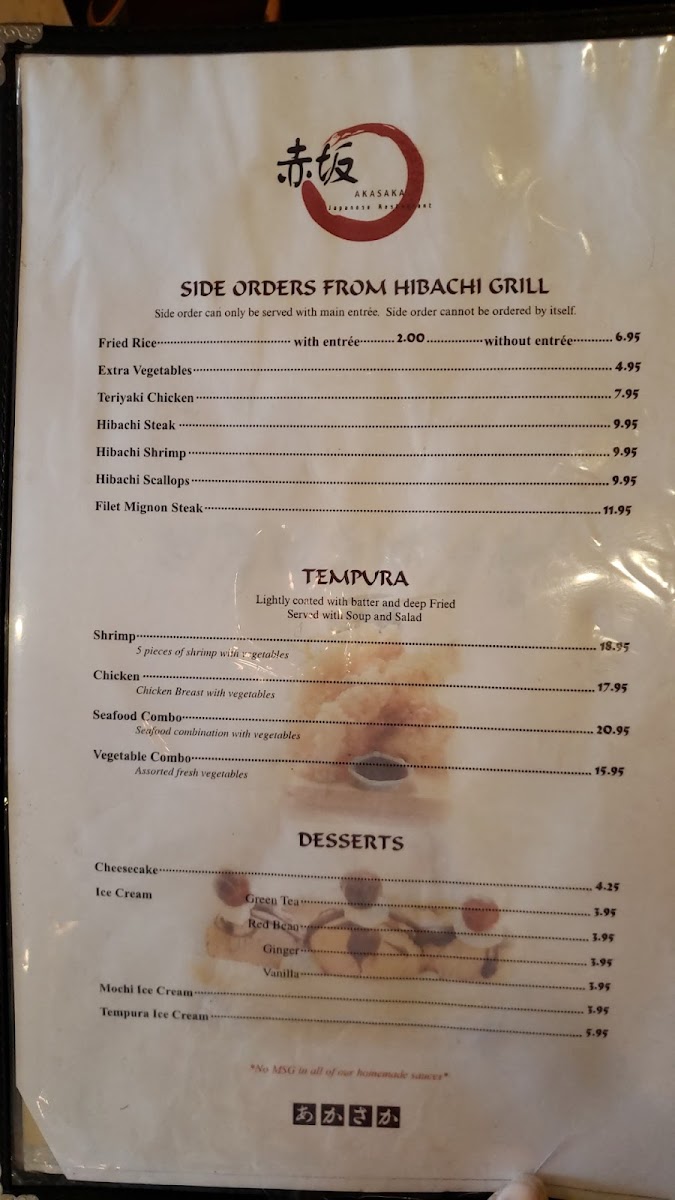 赤坂
AKASAKA
Japanese Restaurant
SIDE ORDERS FROM HIBACHI GRILL
Side order can only be served with main entrée. Side order cannot be ordered by itself.
Fried Rice with entrée 2.00 without entrée 6.95
Extra Vegetables 4.95
Teriyaki Chicken 7.95
Hibachi Steak 9.95
Hibachi Shrimp 9.95
Hibachi Scallops 9.95
Filet Mignon Steak 11.95
TEMPURA
Lightly coated with batter and deep Fried
Served with Soup and Salad
Shrimp 18.95
5 pieces of shrimp with vegetables
Chicken 17.95
Chicken Breast with vegetables
Seafood Combo 20.95
Seafood combination with vegetables
Vegetable Combo 15.95
Assorted fresh vegetables
DESSERTS
Cheesecake 4.25
Ice Cream Green Tea 3.95
Red Bean 3.95
Ginger 3.95
Vanilla 3.95
Mochi Ice Cream 3.95
Tempura Ice Cream 5.95
*No MSG in all of our homemade sauces*
あかさか